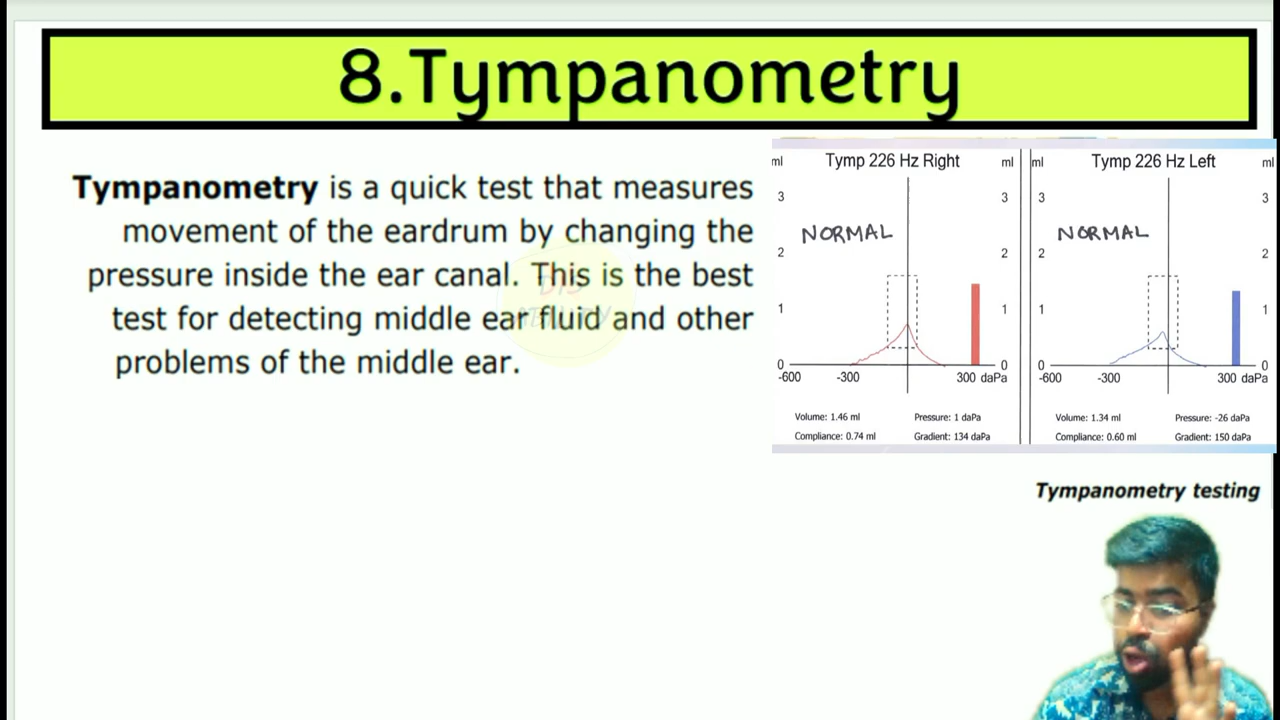 8.Tympanometry
Tympanometry is a quick test that measures
movement of the eardrum by changing the
pressure inside the ear canal. This is the best
test for detecting middle ear fluid and other
problems of the middle ear.
ml Tymp 226 Hz Right ml
3 3
NORMAL
2 2
1 1
0 0
-600 -300 300 daPa
Volume: 1.46 ml Pressure: 1 daPa
Compliance: 0.74 ml Gradient: 134 daPa
ml Tymp 226 Hz Left ml
3 3
NORMAL
2 2
1 1
0 0
-600 -300 300 daPa
Volume: 1.34 ml Pressure: -26 daPa
Compliance: 0.60 ml Gradient: 150 daPa
Tympanometry testing